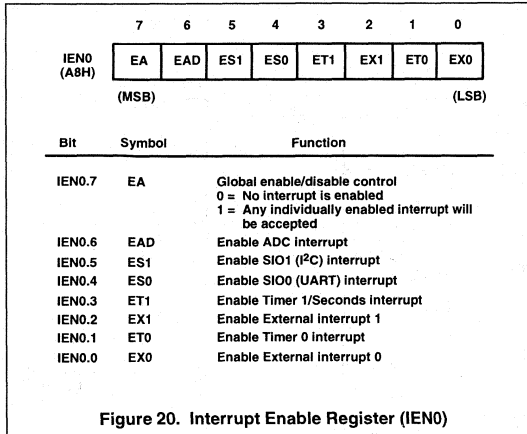 7 6 5 4 3 2 1 0
IEN0 (A8H) EA EAD ES1 ES0 ET1 EX1 ET0 EX0
(MSB) (LSB)
Bit Symbol Function
IEN0.7 EA Global enable/disable control
0 = No interrupt is enabled
1 = Any individually enabled interrupt will
be accepted
IEN0.6 EAD Enable ADC interrupt
IEN0.5 ES1 Enable SIO1 (I²C) interrupt
IEN0.4 ES0 Enable SIO0 (UART) interrupt
IEN0.3 ET1 Enable Timer 1/Seconds interrupt
IEN0.2 EX1 Enable External interrupt 1
IEN0.1 ET0 Enable Timer 0 interrupt
IEN0.0 EX0 Enable External interrupt 0
Figure 20. Interrupt Enable Register (IEN0)